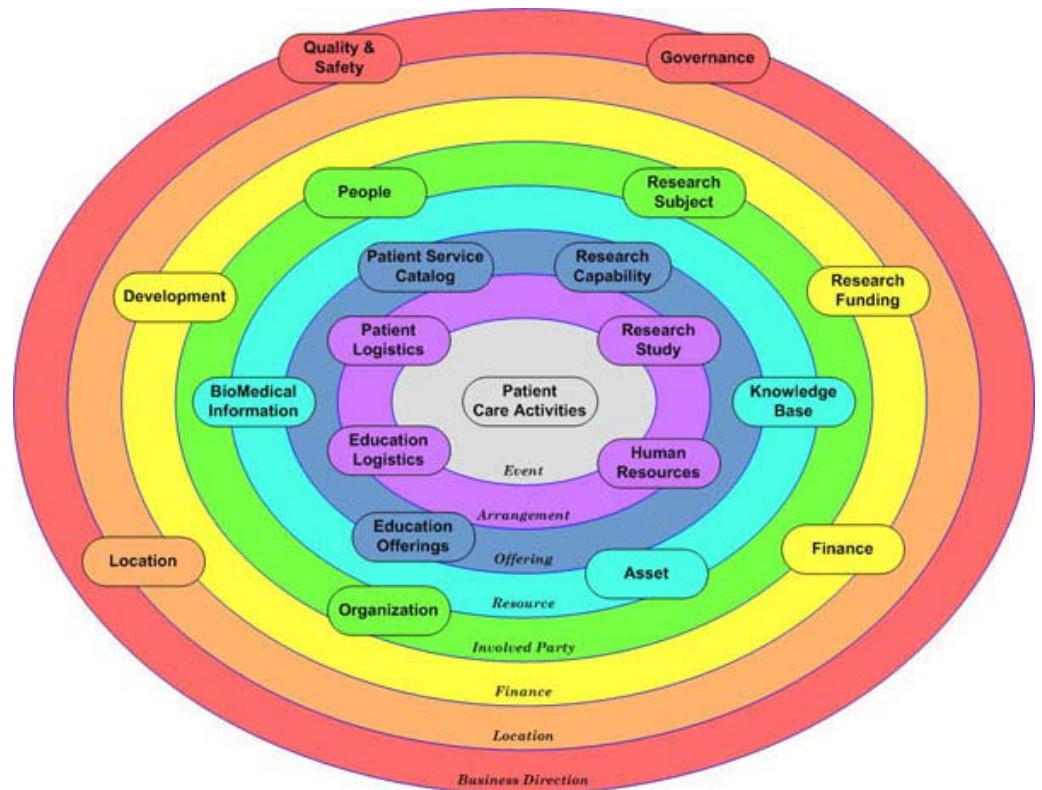 Quality &
Safety
Governance
People
Research
Subject
Patient Service
Catalog
Research
Capability
Development
Research
Funding
Patient
Logistics
Research
Study
BioMedical
Information
Patient
Care Activities
Knowledge
Base
Education
Logistics
Human
Resources
Event
Arrangement
Education
Offerings
Offering
Location
Finance
Asset
Resource
Organization
Involved Party
Finance
Location
Business Direction